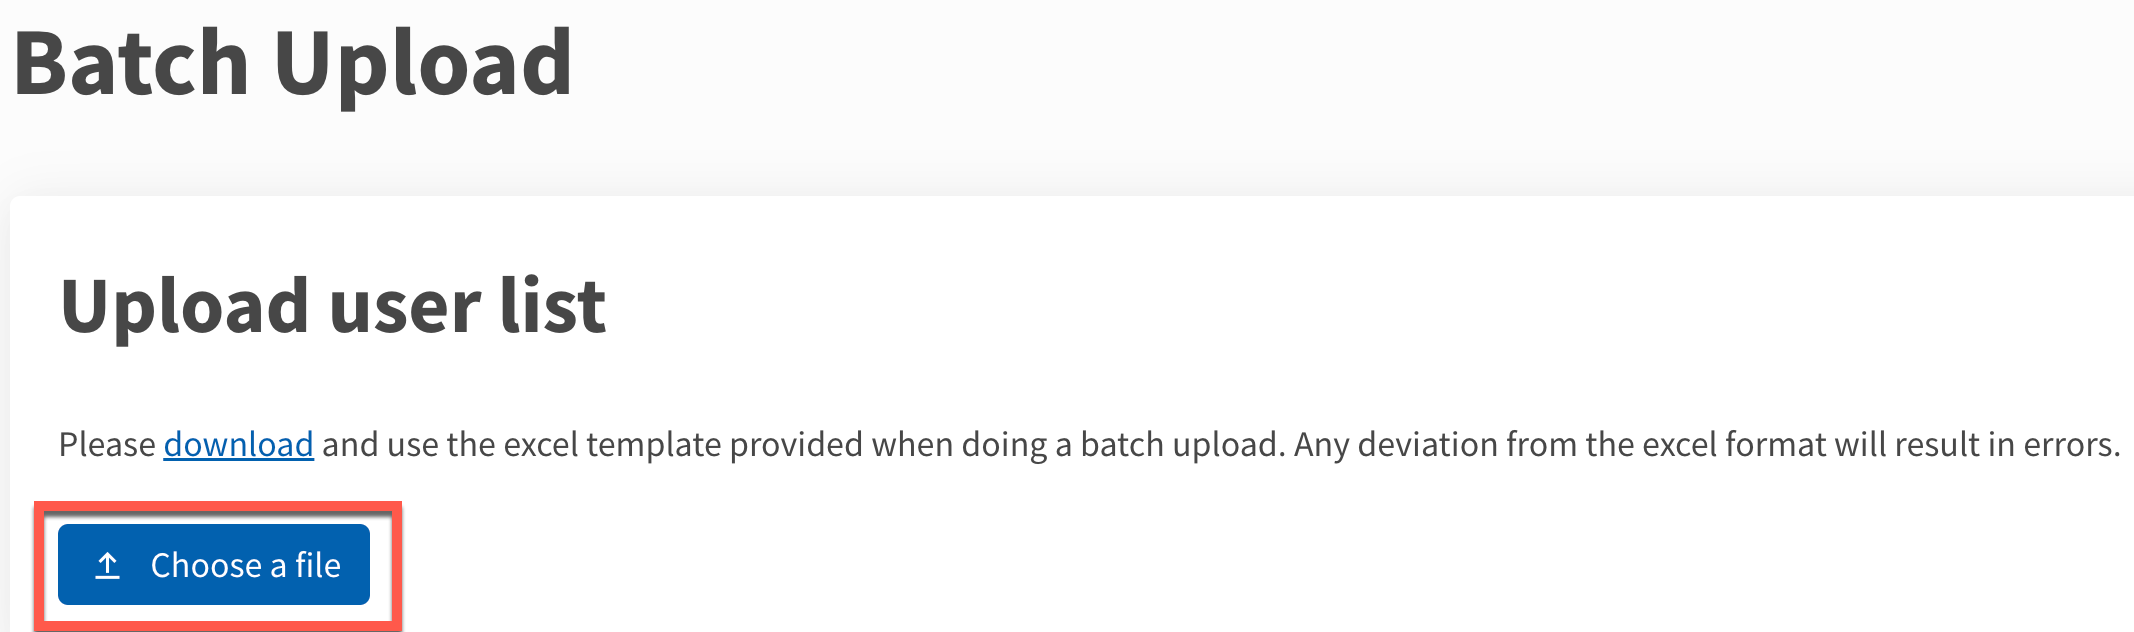 Batch Upload
Upload user list
Please download and use the excel template provided when doing a batch upload. Any deviation from the excel format will result in errors.
Choose a file